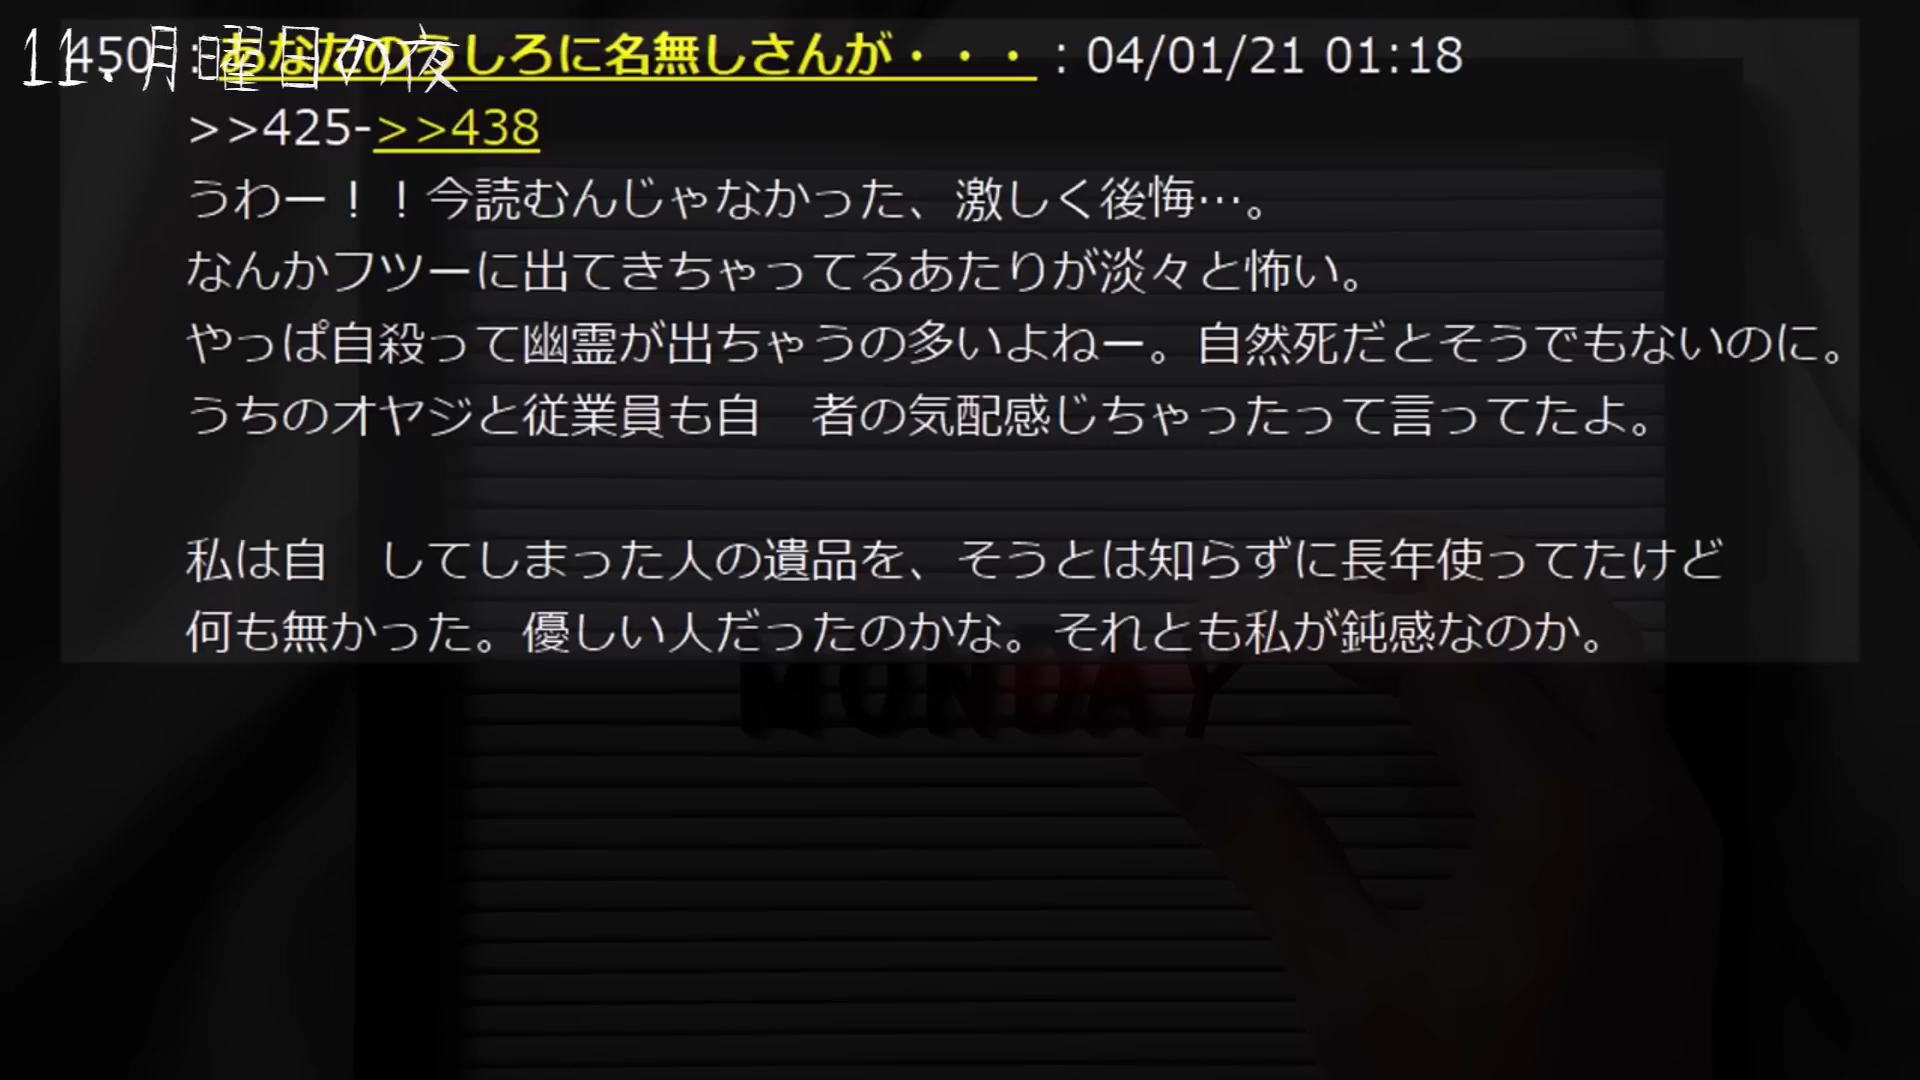 11.月曜日の夜
450 : あなたのうしろに名無しさんが・・・ : 04/01/21 01:18
>>425->>438
うわー！！今読むんじゃなかった、激しく後悔…。
なんかフツーに出てきちゃってるあたりが淡々と怖い。
やっぱ自殺って幽霊が出ちゃうの多いよねー。自然死だとそうでもないのに。
うちのオヤジと従業員も自　者の気配感じちゃったって言ってたよ。
私は自　してしまった人の遺品を、そうとは知らずに長年使ってたけど
何も無かった。優しい人だったのかな。それとも私が鈍感なのか。
MONDAY